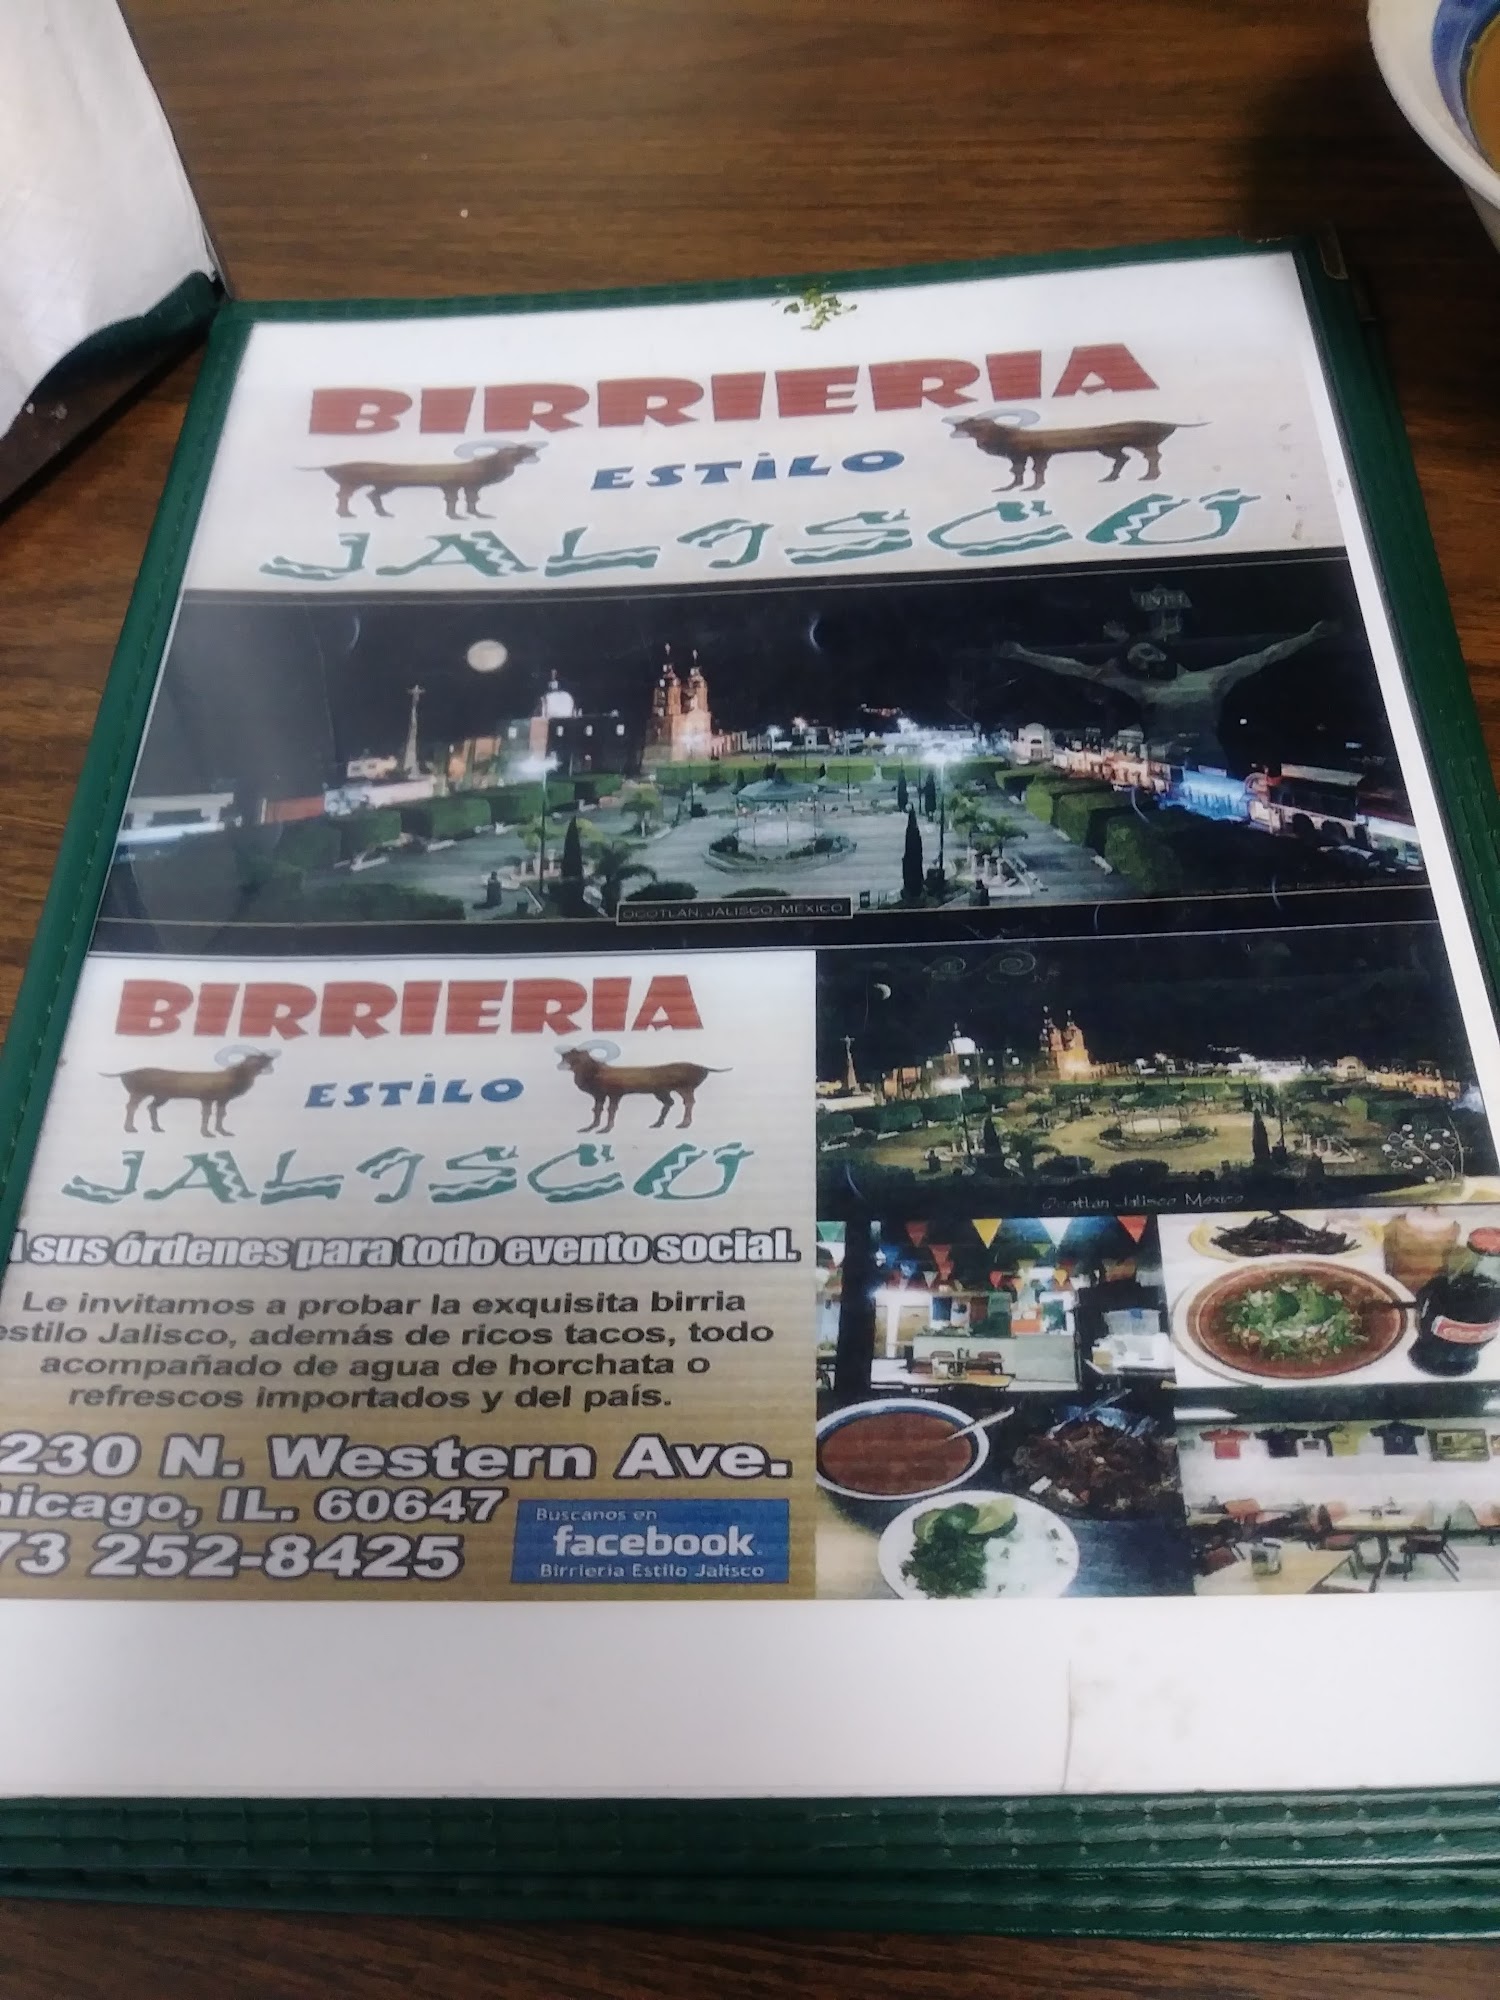 BIRRIERIA
ESTILO
JALISCO
INRI
OCOTLAN, JALISCO, MEXICO
BIRRIERIA
ESTILO
JALISCO
Ocotlan Jalisco Mexico
A sus órdenes para todo evento social.
Le invitamos a probar la exquisita birria
estilo Jalisco, además de ricos tacos, todo
acompañado de agua de horchata o
refrescos importados y del país.
230 N. Western Ave.
hicago, IL. 60647
73 252-8425
Buscanos en
facebook.
Birrieria Estilo Jalisco